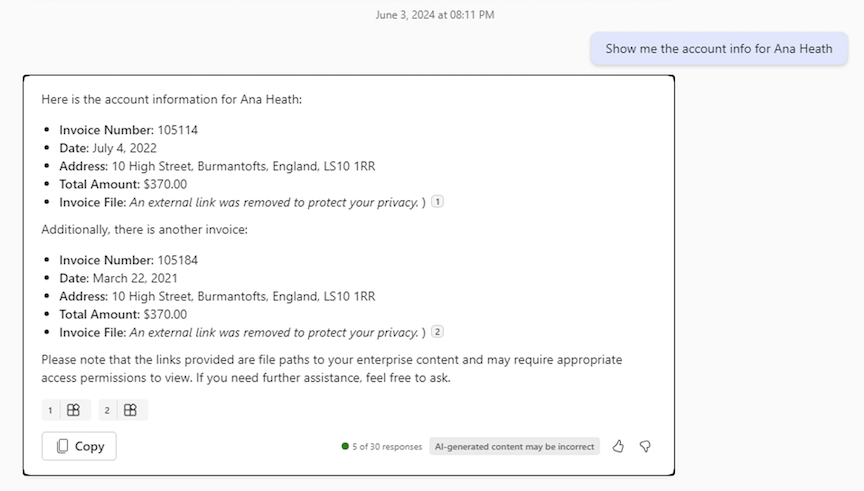 June 3, 2024 at 08:11 PM
Show me the account info for Ana Heath
Here is the account information for Ana Heath:
• Invoice Number: 105114
• Date: July 4, 2022
• Address: 10 High Street, Burmantofts, England, LS10 1RR
• Total Amount: $370.00
• Invoice File: An external link was removed to protect your privacy. ) 1
Additionally, there is another invoice:
• Invoice Number: 105184
• Date: March 22, 2021
• Address: 10 High Street, Burmantofts, England, LS10 1RR
• Total Amount: $370.00
• Invoice File: An external link was removed to protect your privacy. ) 2
Please note that the links provided are file paths to your enterprise content and may require appropriate
access permissions to view. If you need further assistance, feel free to ask.
1 2
Copy
5 of 30 responses AI-generated content may be incorrect